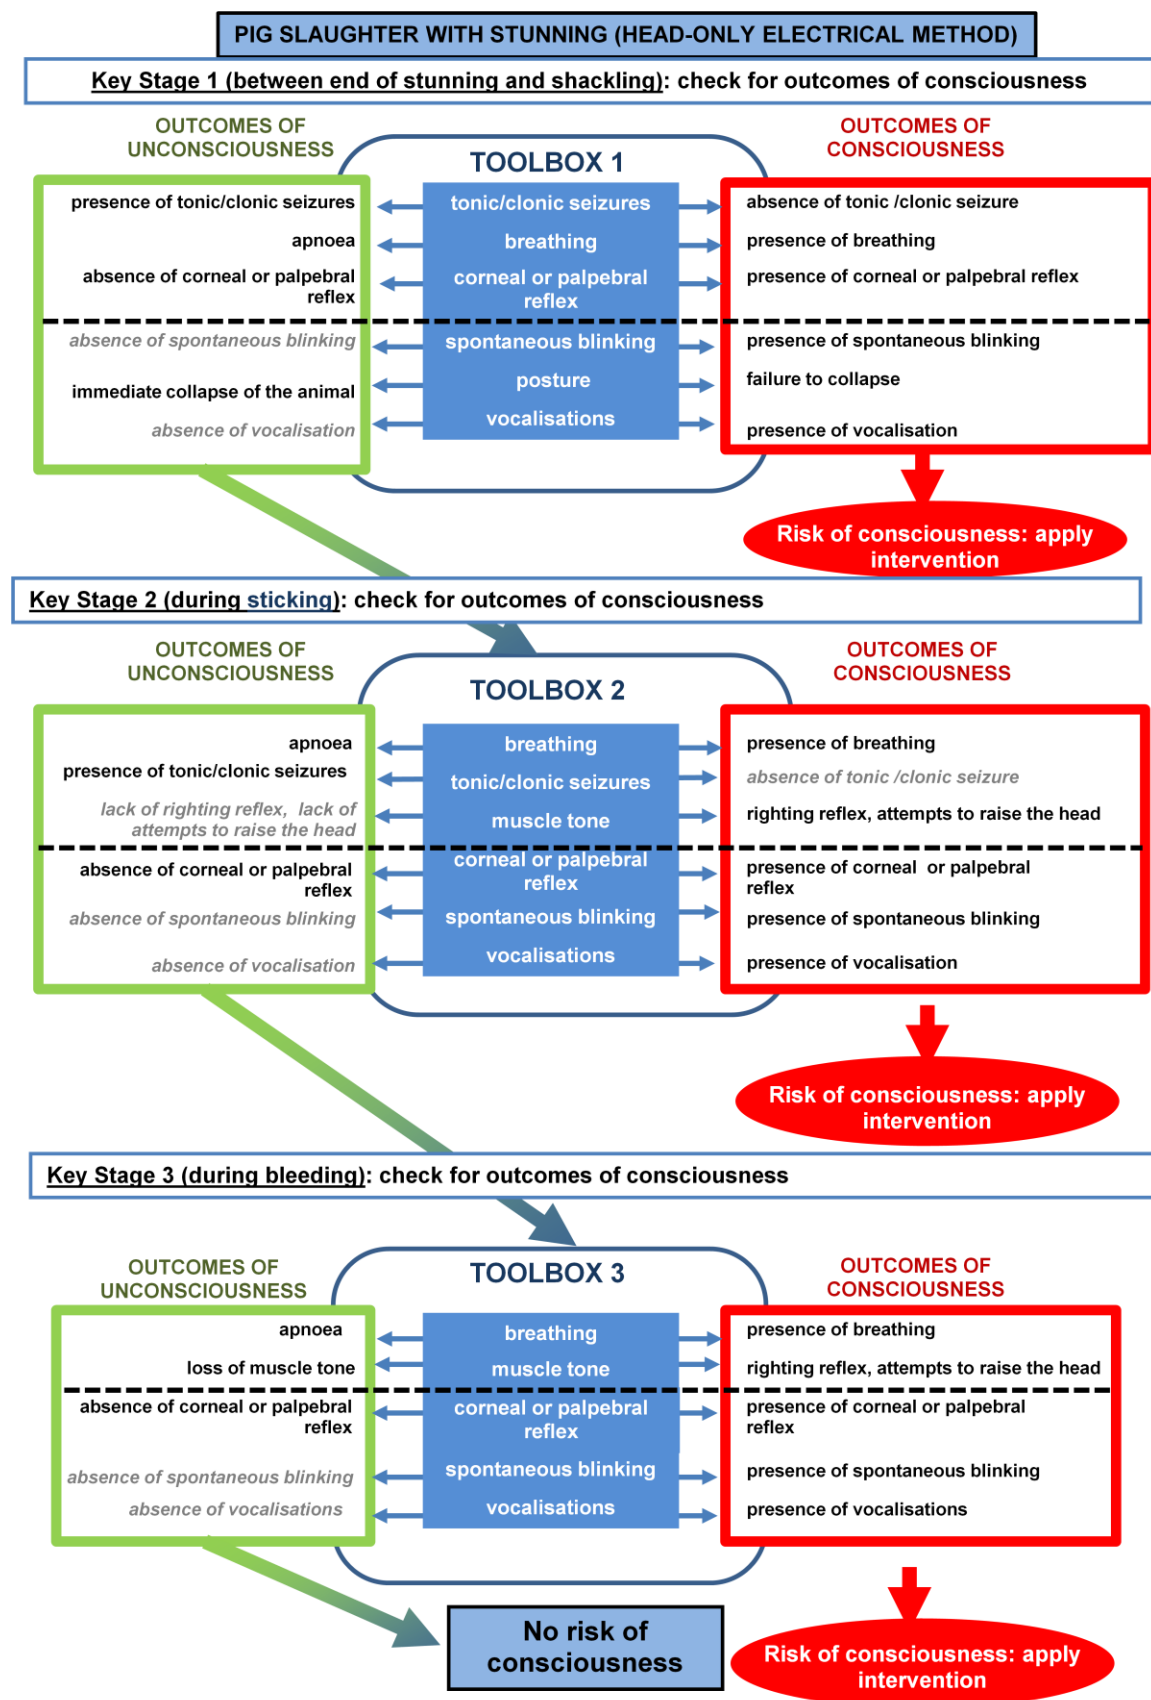 PIG SLAUGHTER WITH STUNNING (HEAD-ONLY ELECTRICAL METHOD)
Key Stage 1 (between end of stunning and shackling): check for outcomes of consciousness
OUTCOMES OF
UNCONSCIOUSNESS
TOOLBOX 1
OUTCOMES OF
CONSCIOUSNESS
presence of tonic/clonic seizures
tonic/clonic seizures
absence of tonic /clonic seizure
apnoea
breathing
presence of breathing
absence of corneal or palpebral
reflex
corneal or palpebral
reflex
presence of corneal or palpebral reflex
absence of spontaneous blinking
spontaneous blinking
presence of spontaneous blinking
immediate collapse of the animal
posture
failure to collapse
absence of vocalisation
vocalisations
presence of vocalisation
Risk of consciousness: apply
intervention
Key Stage 2 (during sticking): check for outcomes of consciousness
OUTCOMES OF
UNCONSCIOUSNESS
TOOLBOX 2
OUTCOMES OF
CONSCIOUSNESS
apnoea
breathing
presence of breathing
presence of tonic/clonic seizures
tonic/clonic seizures
absence of tonic /clonic seizure
lack of righting reflex, lack of
attempts to raise the head
muscle tone
righting reflex, attempts to raise the head
absence of corneal or palpebral
reflex
corneal or palpebral
reflex
presence of corneal or palpebral
reflex
absence of spontaneous blinking
spontaneous blinking
presence of spontaneous blinking
absence of vocalisation
vocalisations
presence of vocalisation
Risk of consciousness: apply
intervention
Key Stage 3 (during bleeding): check for outcomes of consciousness
OUTCOMES OF
UNCONSCIOUSNESS
TOOLBOX 3
OUTCOMES OF
CONSCIOUSNESS
apnoea
breathing
presence of breathing
loss of muscle tone
muscle tone
righting reflex, attempts to raise the head
absence of corneal or palpebral
reflex
corneal or palpebral
reflex
presence of corneal or palpebral
reflex
absence of spontaneous blinking
spontaneous blinking
presence of spontaneous blinking
absence of vocalisations
vocalisations
presence of vocalisations
No risk of
consciousness
Risk of consciousness: apply
intervention